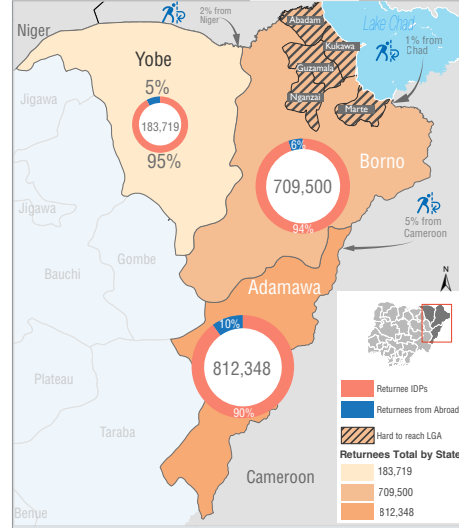 2% from
Niger
Niger
Abadam
Lake Chad
Kukawa
1% from
Chad
Yobe
Guzamala
5%
Jigawa
Nganzai
Marte
183,719
95%
6%
Borno
709,500
Jigawa
94%
5% from
Cameroon
Gombe
Bauchi
N
Adamawa
10%
812,348
Plateau
Returnee IDPs
90%
Returnees from Abroad
Taraba
Hard to reach LGA
Returnees Total by State
183,719
Cameroon
709,500
812,348
Benue